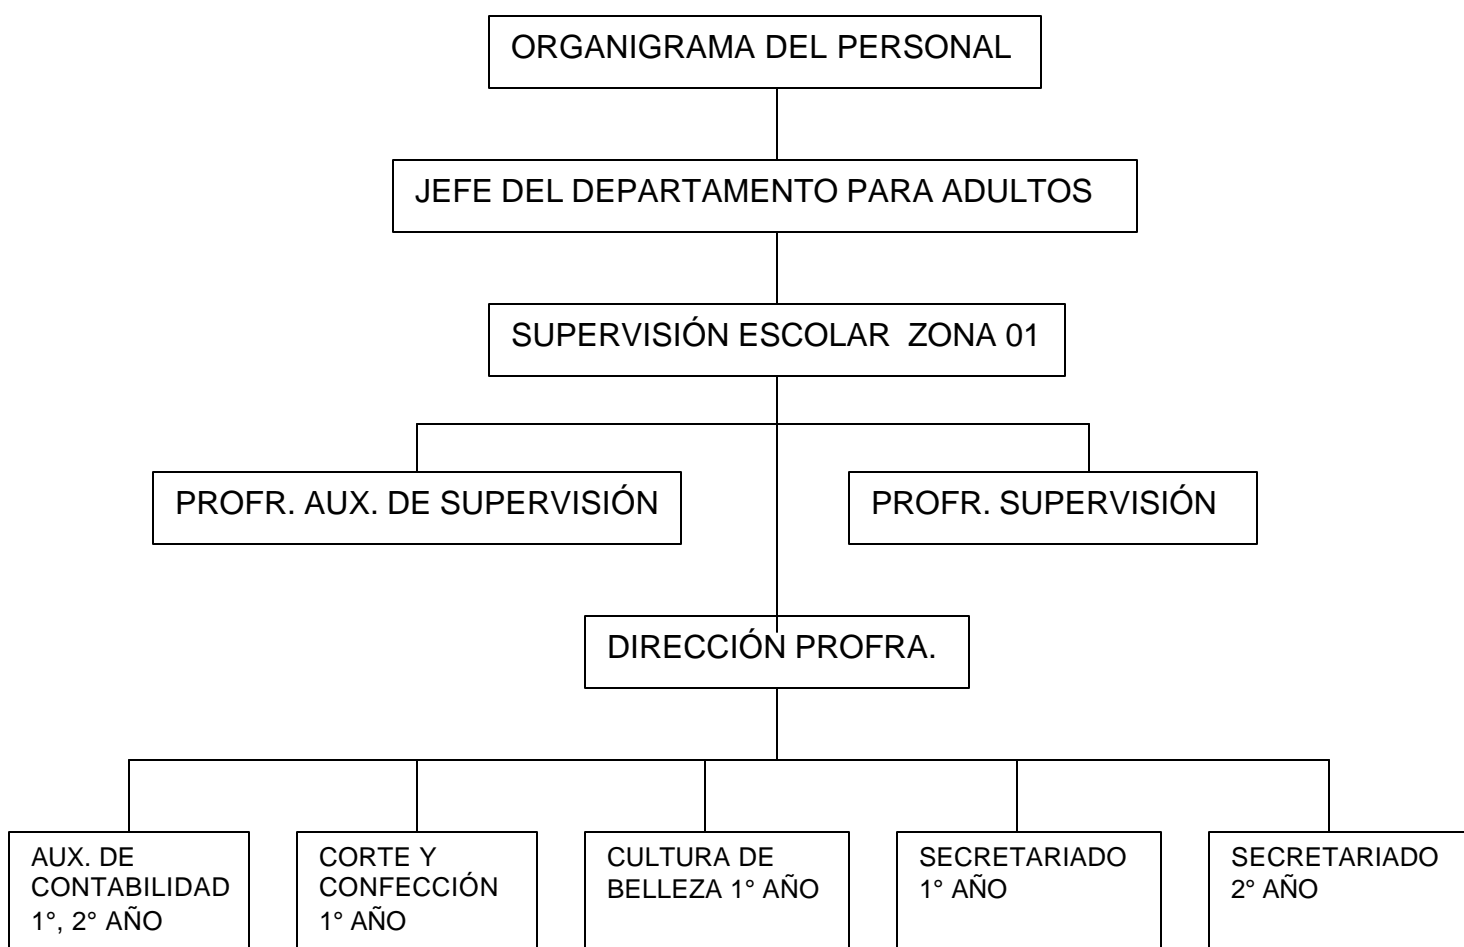 ORGANIGRAMA DEL PERSONAL
JEFE DEL DEPARTAMENTO PARA ADULTOS
SUPERVISIÓN ESCOLAR  ZONA 01
PROFR. AUX. DE SUPERVISIÓN
PROFR. SUPERVISIÓN
DIRECCIÓN PROFRA.
AUX. DE
CONTABILIDAD
1°, 2° AÑO
CORTE Y
CONFECCIÓN
1° AÑO
CULTURA DE
BELLEZA 1° AÑO
SECRETARIADO
1° AÑO
SECRETARIADO
2° AÑO